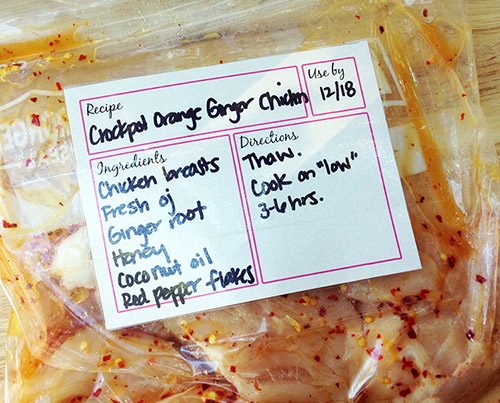 Recipe
Crockpot Orange Ginger Chicken
Use by
12/18
Ingredients
Chicken breasts
Fresh oj
Ginger root
Honey
Coconut oil
Red pepper flakes
Directions
Thaw.
Cook on "low"
3-6 hrs.